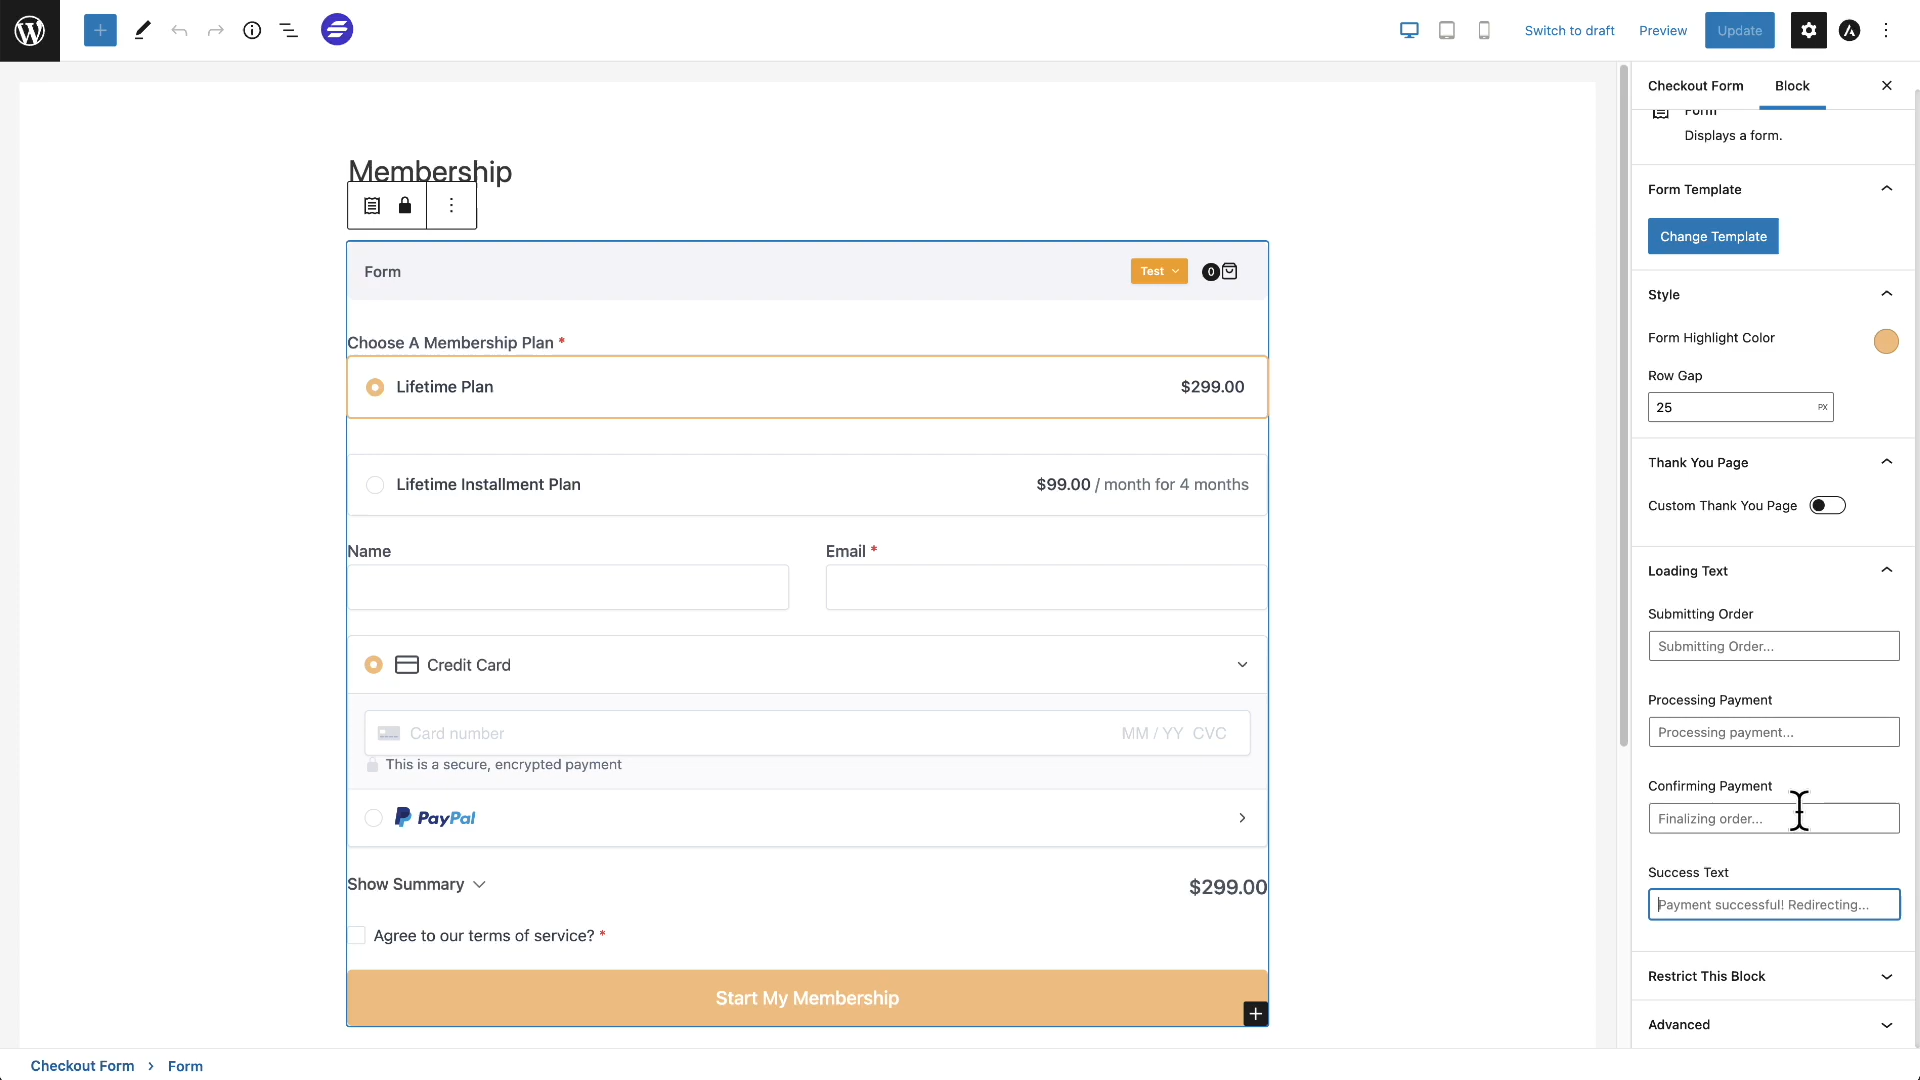 Switch to draft
Preview
Update
Checkout Form
Block
Form
Displays a form.
Form Template
Change Template
Style
Form Highlight Color
Row Gap
25
PX
Thank You Page
Custom Thank You Page
Loading Text
Submitting Order
Submitting Order...
Processing Payment
Processing payment...
Confirming Payment
Finalizing order...
Success Text
Payment successful! Redirecting...
Restrict This Block
Advanced
Membership
Form
Test
0
Choose A Membership Plan *
Lifetime Plan $299.00
Lifetime Installment Plan $99.00 / month for 4 months
Name Email *
Credit Card
Card number MM / YY CVC
This is a secure, encrypted payment
PayPal
Show Summary $299.00
Agree to our terms of service? *
Start My Membership
Checkout Form > Form